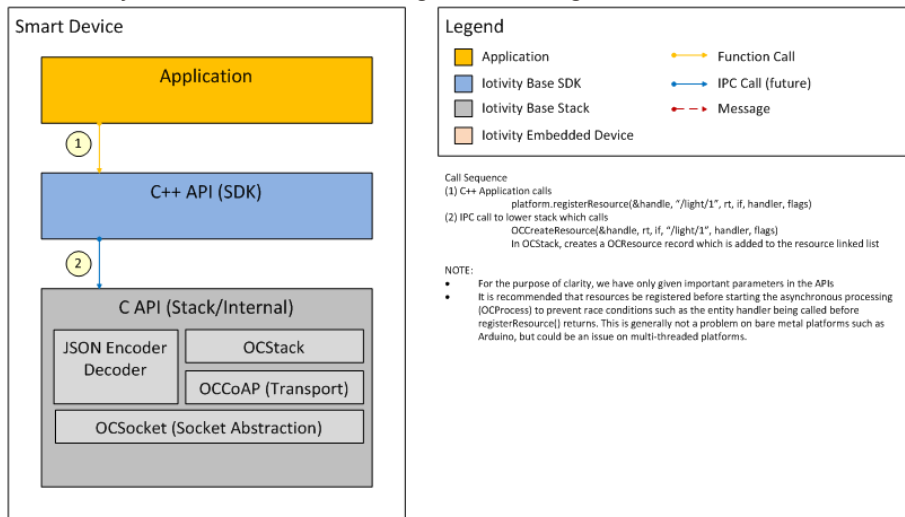 Smart Device
Application
1
C++ API (SDK)
2
C API (Stack/Internal)
JSON Encoder
Decoder
OCStack
OCCoAP (Transport)
OCSocket (Socket Abstraction)
Legend
Application
Function Call
Iotivity Base SDK
IPC Call (future)
Iotivity Base Stack
Message
Iotivity Embedded Device
Call Sequence
(1) C++ Application calls
platform.registerResource(&handle, “/light/1”, rt, if, handler, flags)
(2) IPC call to lower stack which calls
OCCreateResource(&handle, rt, if, “/light/1”, handler, flags)
In OCStack, creates a OCResource record which is added to the resource linked list
NOTE:
• For the purpose of clarity, we have only given important parameters in the APIs
• It is recommended that resources be registered before starting the asynchronous processing
(OCProcess) to prevent race conditions such as the entity handler being called before
registerResource() returns. This is generally not a problem on bare metal platforms such as
Arduino, but could be an issue on multi-threaded platforms.